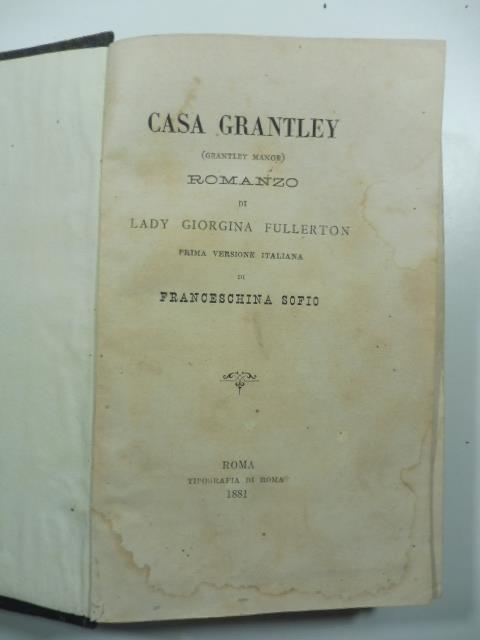 CASA GRANTLEY
(GRANTLEY MANOR)
ROMANZO
DI
LADY GIORGINA FULLERTON
PRIMA VERSIONE ITALIANA
DI
FRANCESCHINA SOFIO
ROMA
TIPOGRAFIA DI ROMA
1881